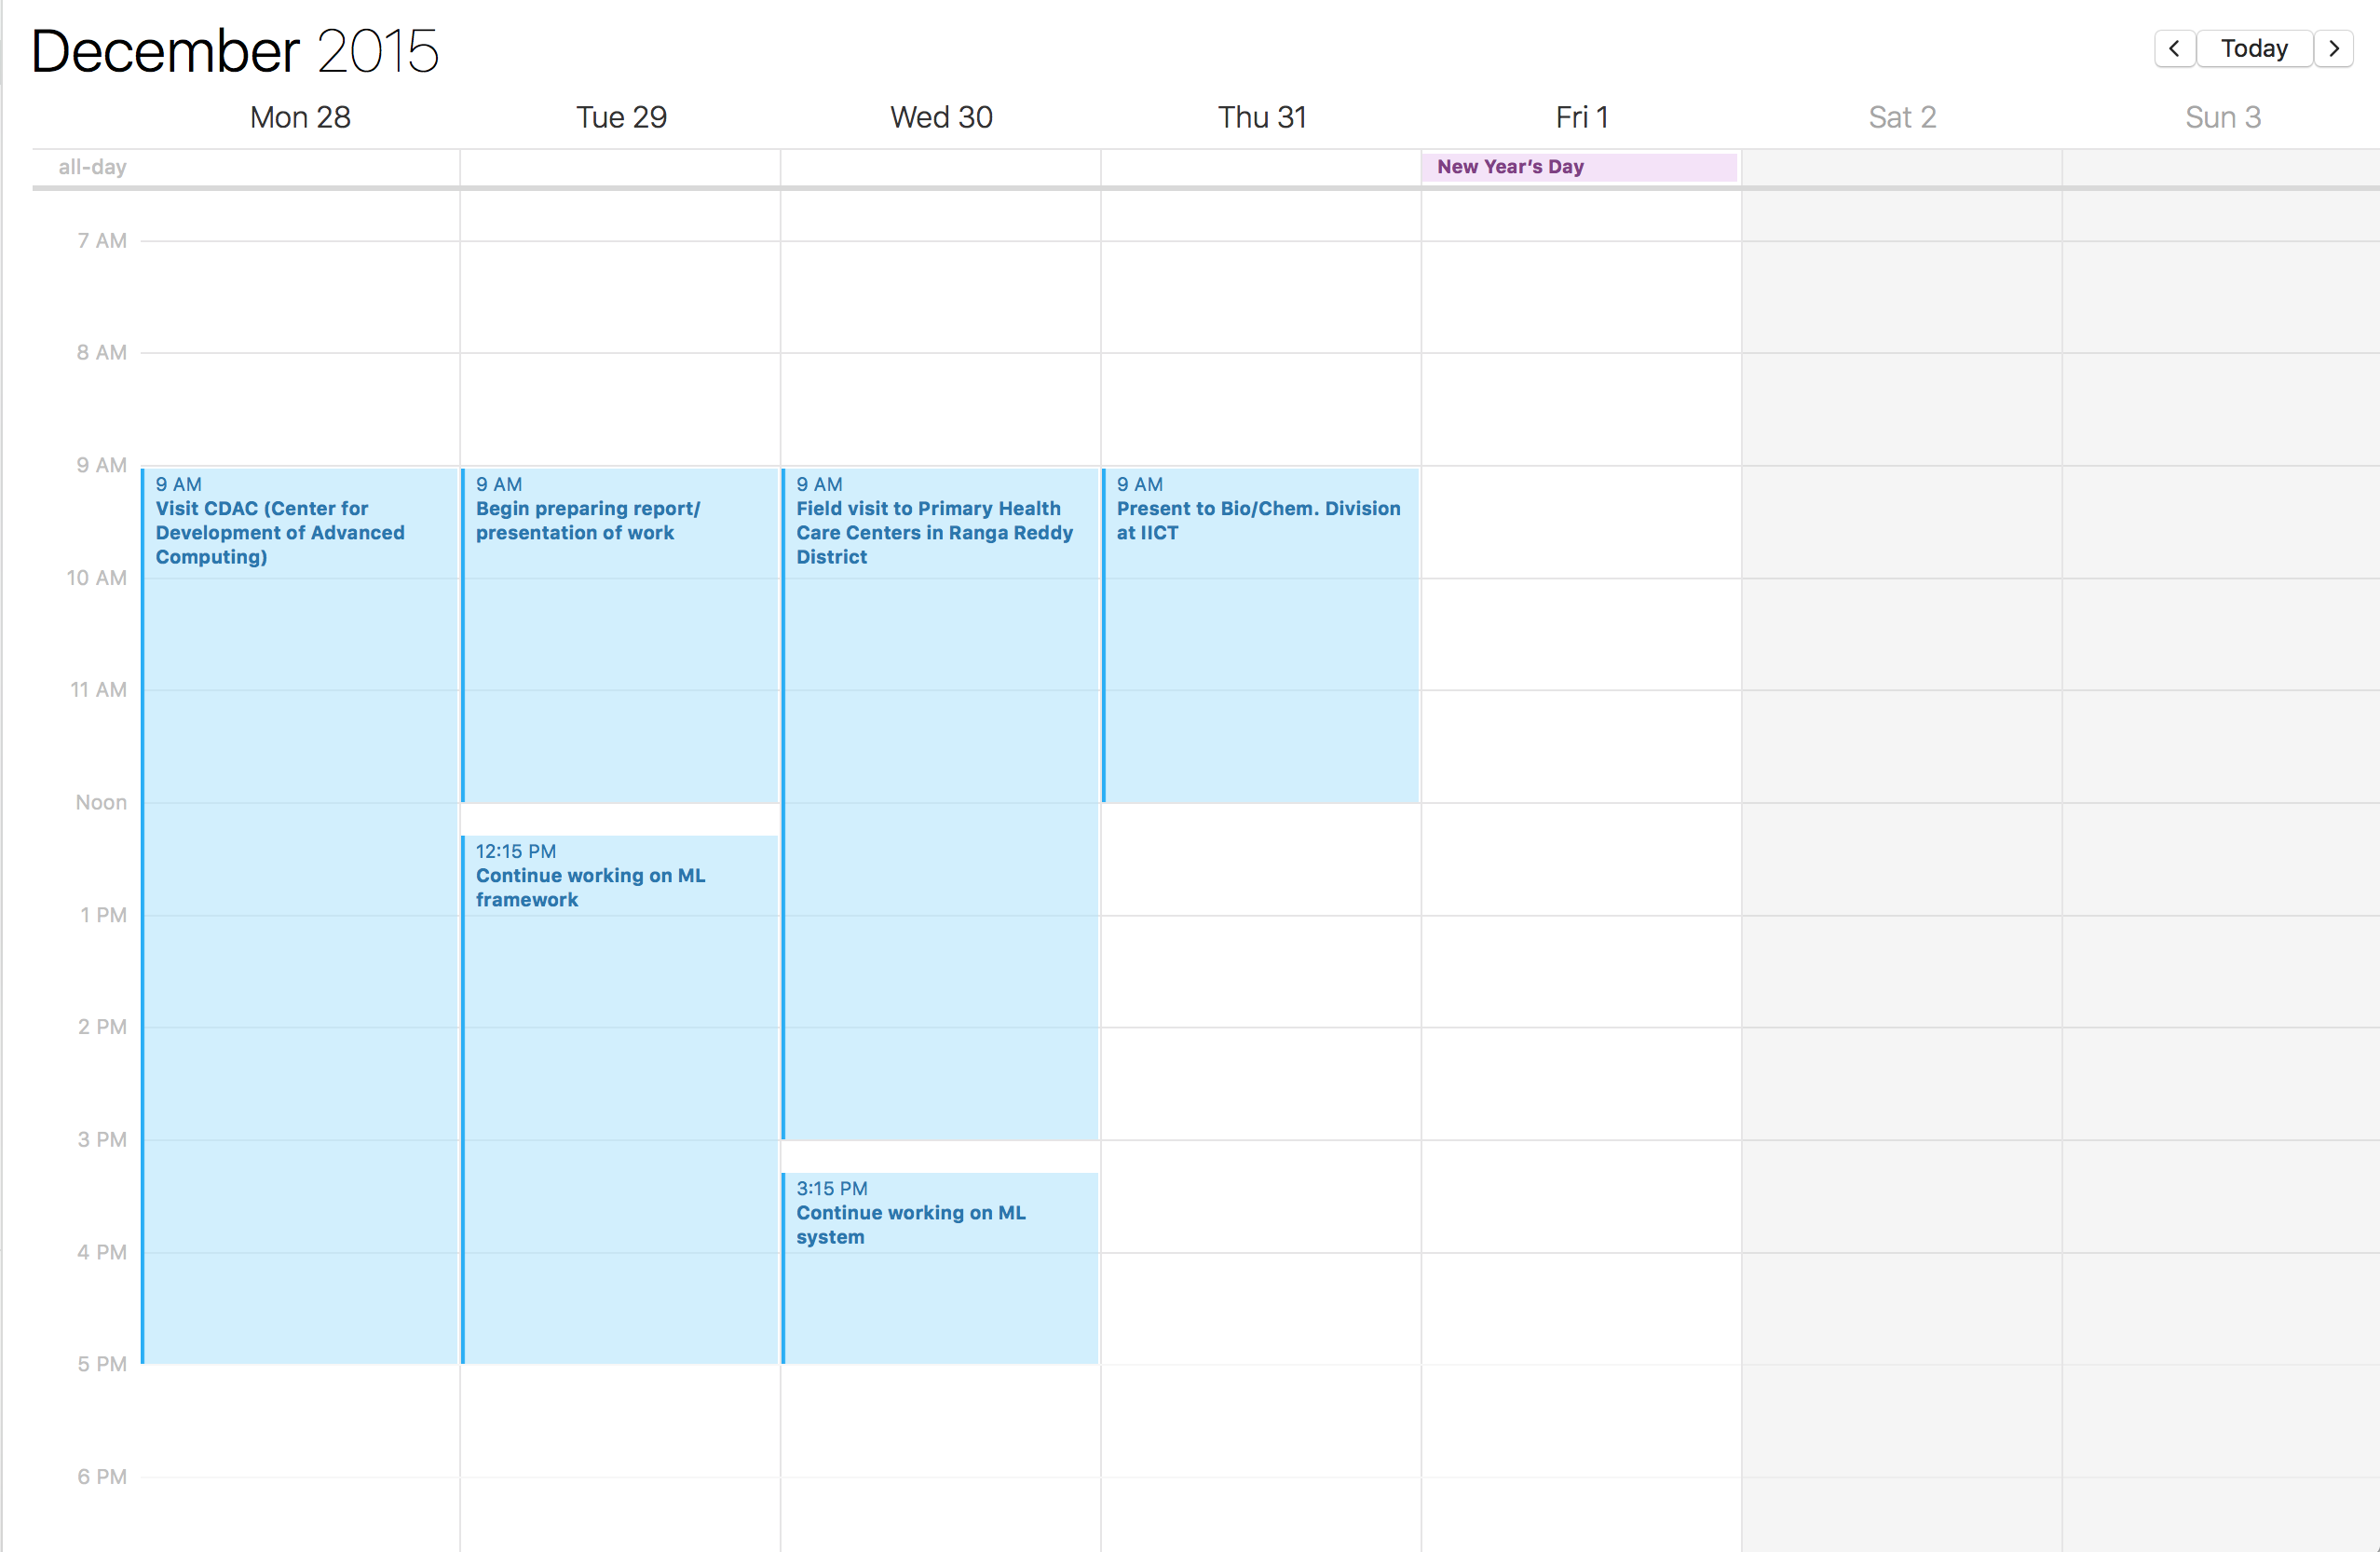 December 2015
< Today >
Mon 28 Tue 29 Wed 30 Thu 31 Fri 1 Sat 2 Sun 3
all-day
New Year’s Day
7 AM
8 AM
9 AM
10 AM
11 AM
Noon
1 PM
2 PM
3 PM
4 PM
5 PM
6 PM
9 AM
Visit CDAC (Center for
Development of Advanced
Computing)
9 AM
Begin preparing report/
presentation of work
12:15 PM
Continue working on ML
framework
9 AM
Field visit to Primary Health
Care Centers in Ranga Reddy
District
3:15 PM
Continue working on ML
system
9 AM
Present to Bio/Chem. Division
at IICT